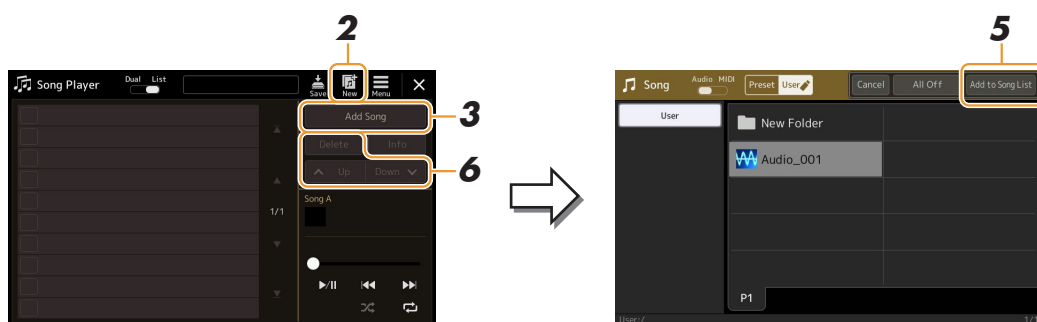 2
5
Song Player
Dual List
Save
New
Menu
Add Song
3
Delete
Info
Up
Down
6
Song A
1/1
Song
Audio MIDI
Preset
User
Cancel
All Off
Add to Song List
User
New Folder
Audio_001
P1
User:/